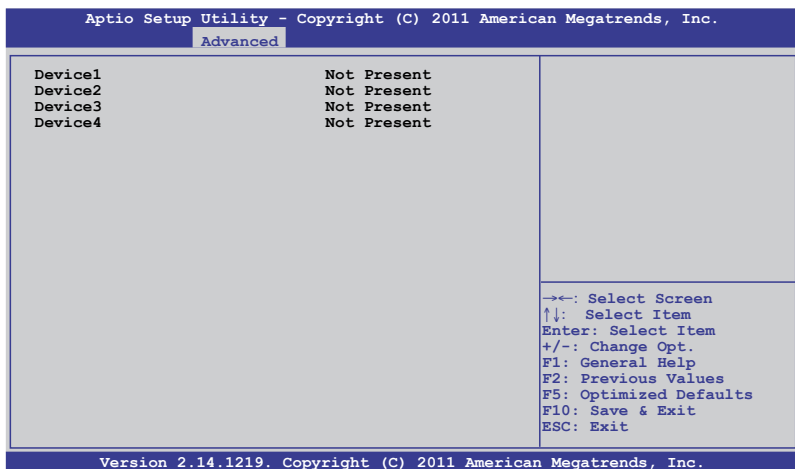 Aptio Setup Utility - Copyright (C) 2011 American Megatrends, Inc.
Advanced
Device1 Not Present
Device2 Not Present
Device3 Not Present
Device4 Not Present
→←: Select Screen
↑↓: Select Item
Enter: Select Item
+/-: Change Opt.
F1: General Help
F2: Previous Values
F5: Optimized Defaults
F10: Save & Exit
ESC: Exit
Version 2.14.1219. Copyright (C) 2011 American Megatrends, Inc.